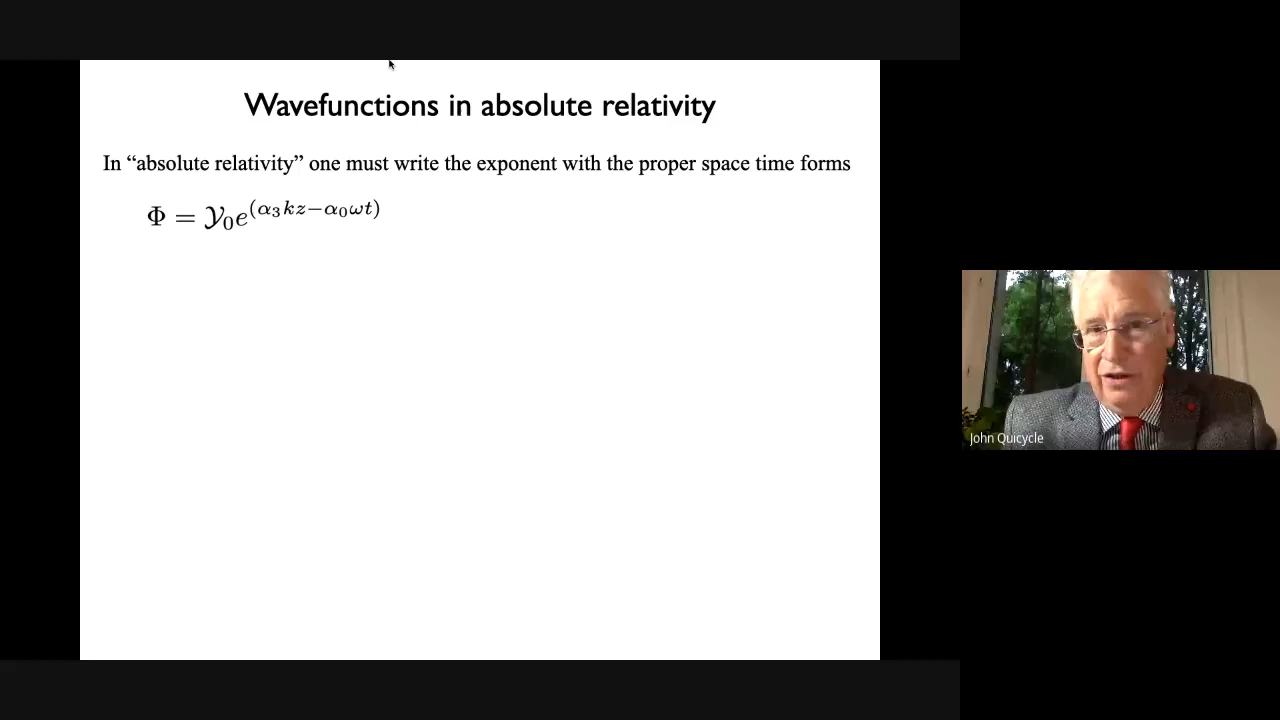 Wavefunctions in absolute relativity
In “absolute relativity” one must write the exponent with the proper space time forms
Φ = 𝒴₀e^(α₃kz−α₀ωt)
John Quicycle